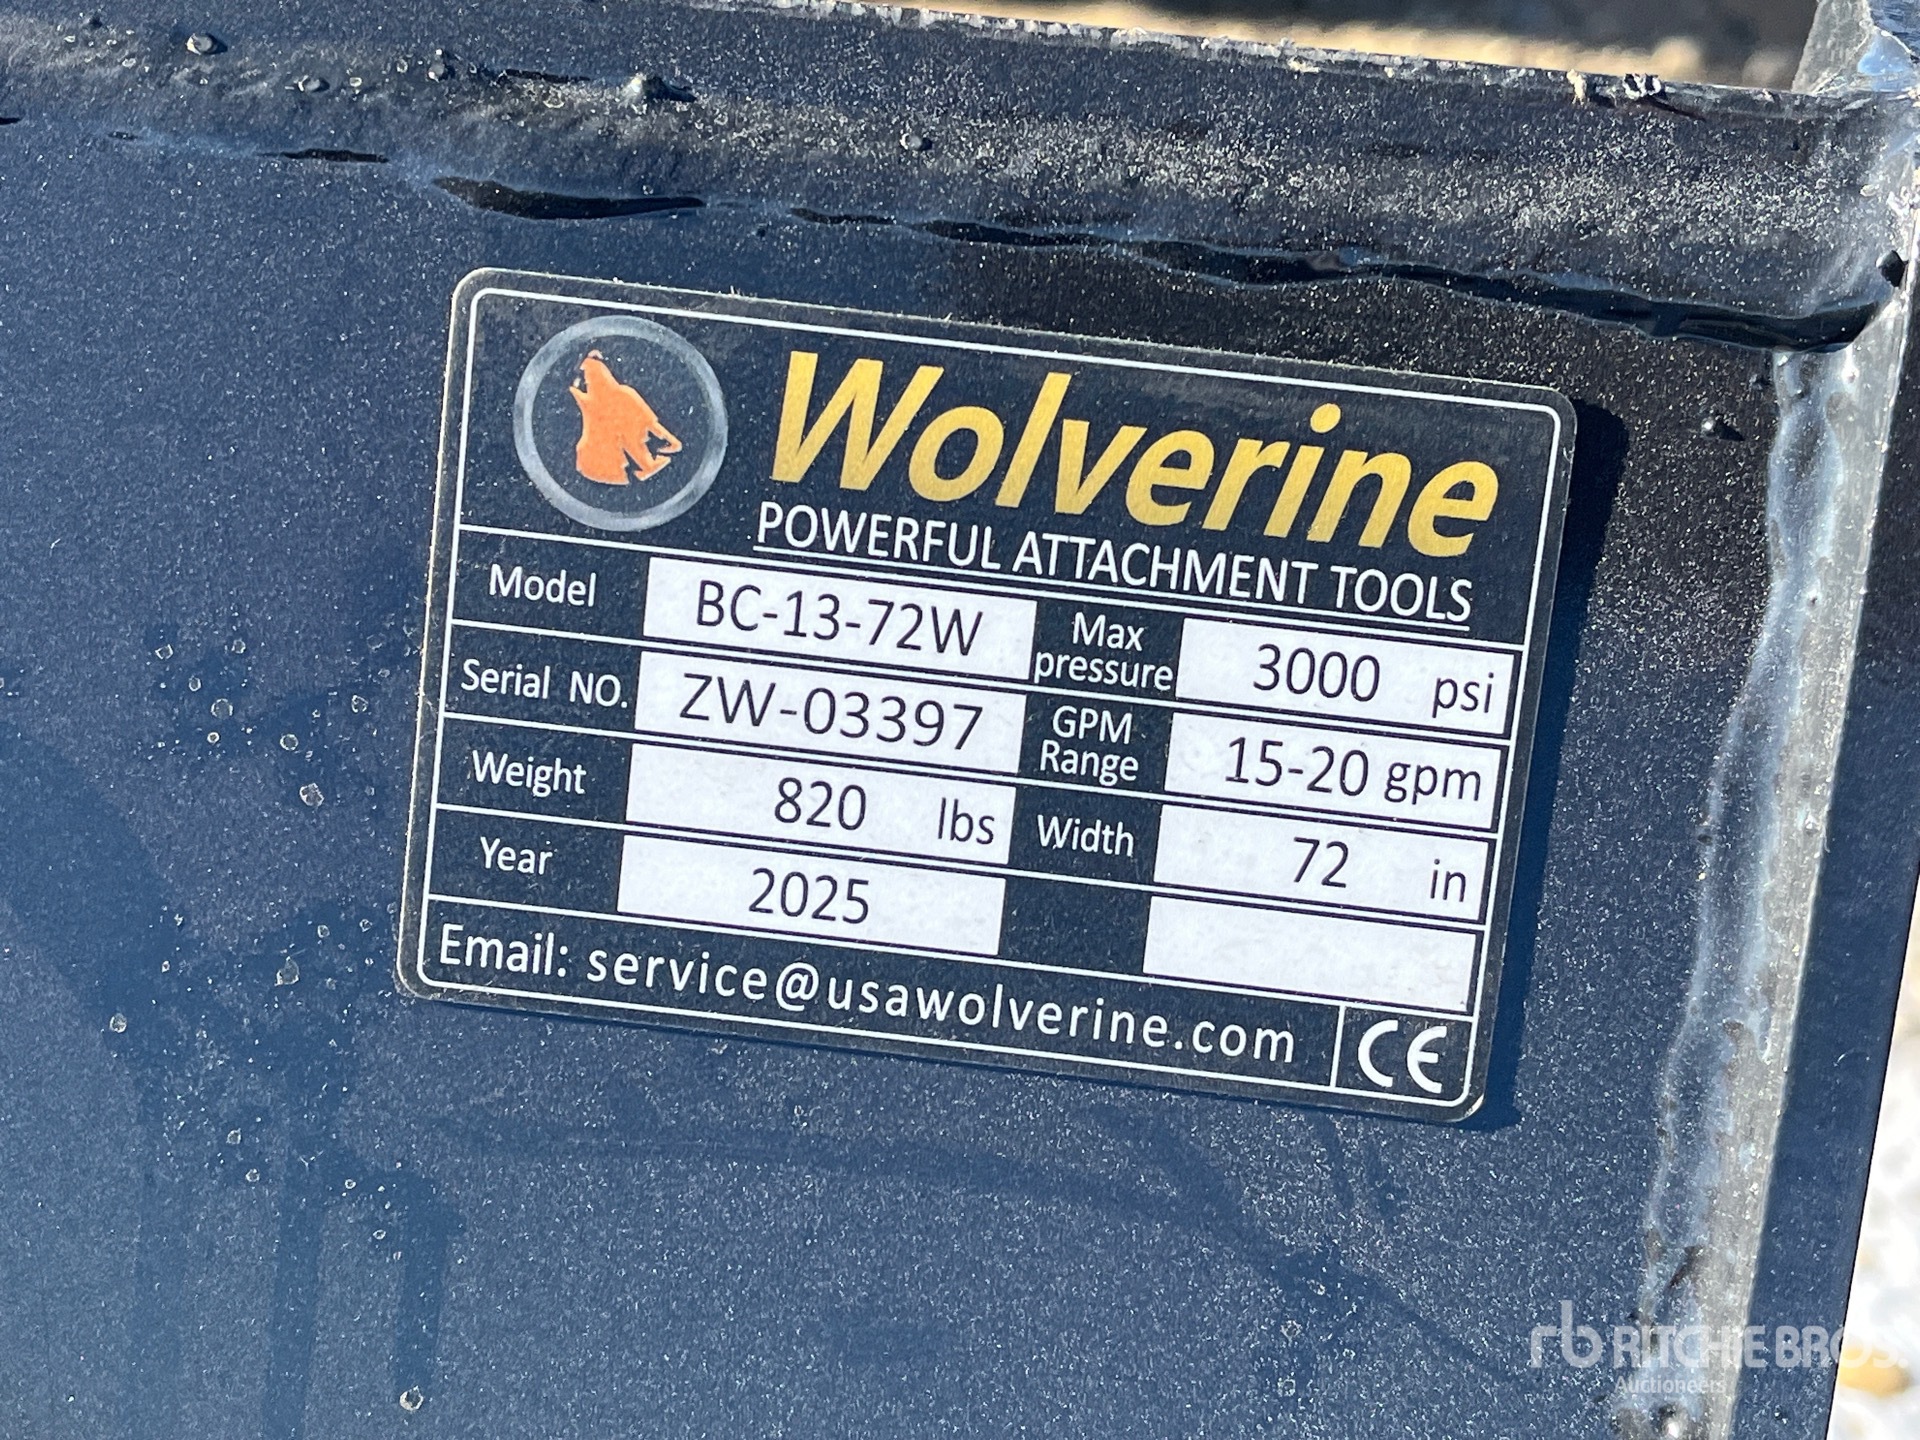 Wolverine
POWERFUL ATTACHMENT TOOLS
Model BC-13-72W Max pressure 3000 psi
Serial NO. ZW-03397 GPM Range 15-20 gpm
Weight 820 lbs Width 72 in
Year 2025
Email: service@usawolverine.com CE
rb RITCHIE BROS.
Auctioneers